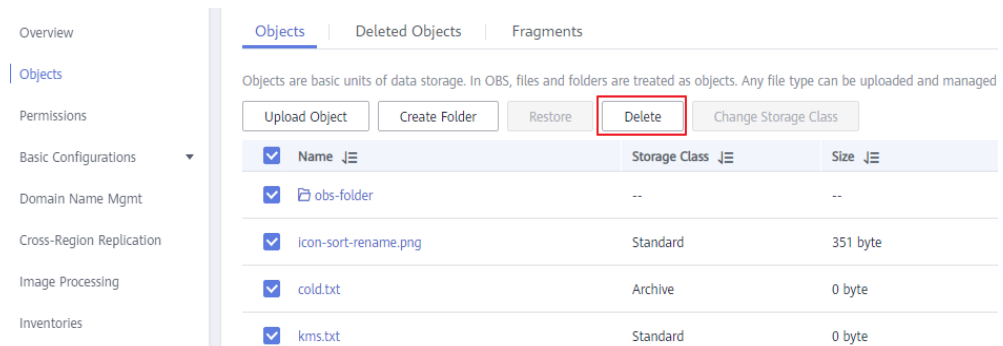 Overview
Objects
Permissions
Basic Configurations
Domain Name Mgmt
Cross-Region Replication
Image Processing
Inventories
Objects Deleted Objects Fragments
Objects are basic units of data storage. In OBS, files and folders are treated as objects. Any file type can be uploaded and managed
Upload Object Create Folder Restore Delete Change Storage Class
Name Storage Class Size
obs-folder -- --
icon-sort-rename.png Standard 351 byte
cold.txt Archive 0 byte
kms.txt Standard 0 byte